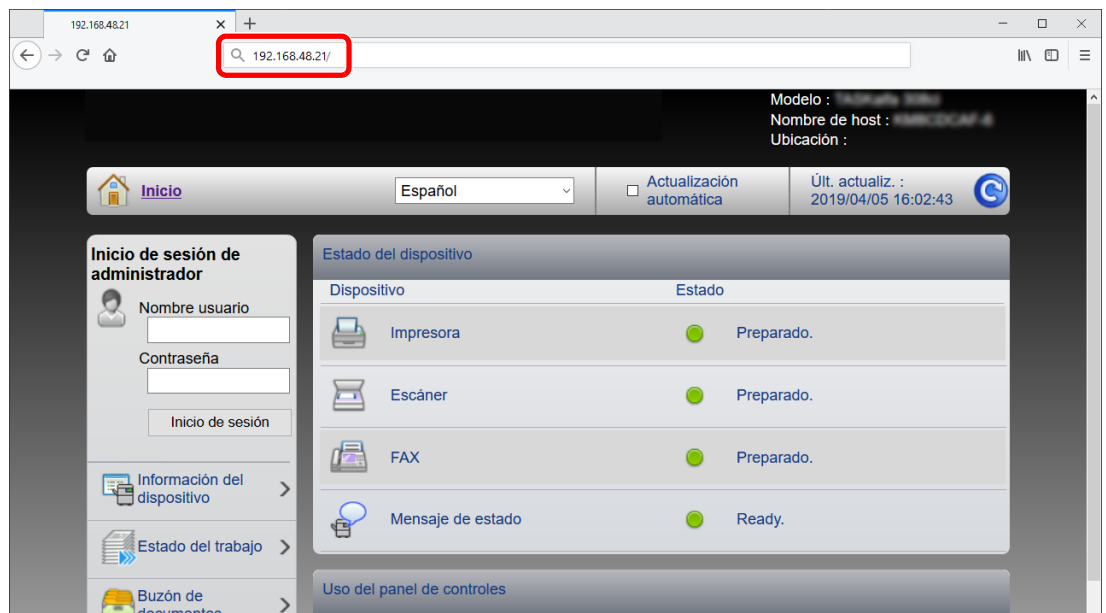 192.168.48.21
192.168.48.21/
Modelo :
Nombre de host :
Ubicación :
Inicio
Español
Actualización
automática
Últ. actualiz. :
2019/04/05 16:02:43
Inicio de sesión de
administrador
Nombre usuario
Contraseña
Inicio de sesión
Información del
dispositivo
Estado del trabajo
Buzón de
documentos
Estado del dispositivo
Dispositivo Estado
Impresora Preparado.
Escáner Preparado.
FAX Preparado.
Mensaje de estado Ready.
Uso del panel de controles